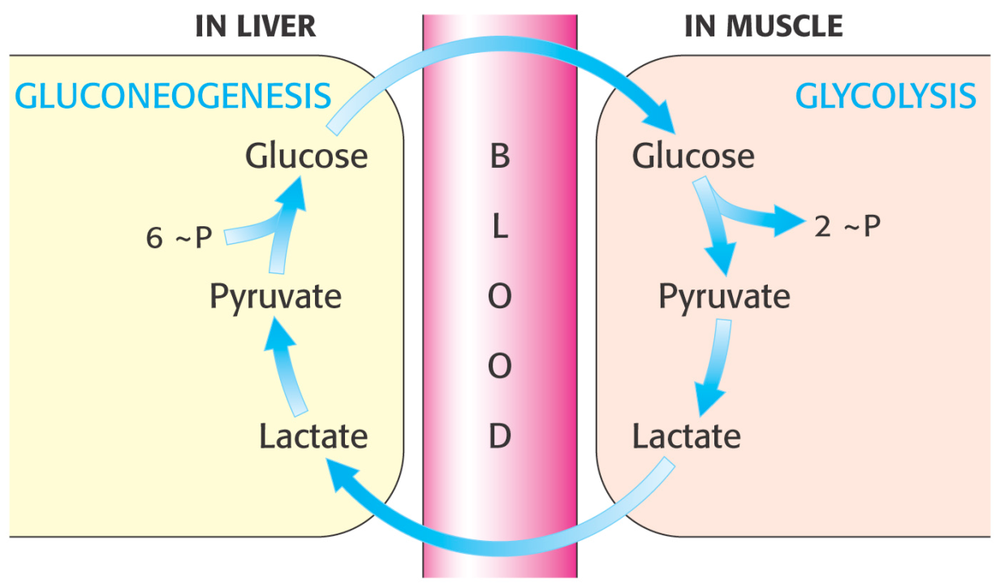 IN LIVER
IN MUSCLE
GLUCONEOGENESIS
GLYCOLYSIS
Glucose
6 ~P
Pyruvate
Lactate
B
L
O
O
D
Glucose
2 ~P
Pyruvate
Lactate